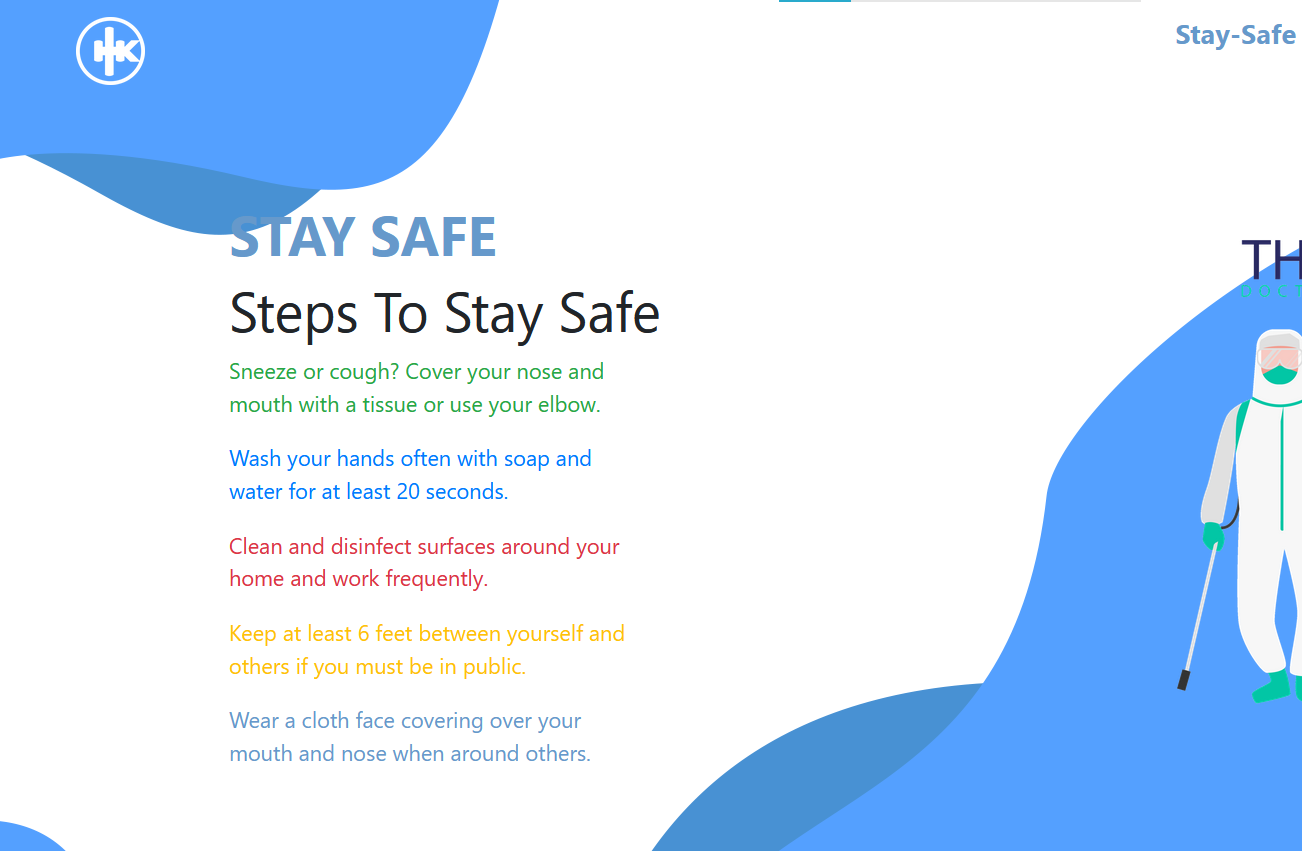 HK
Stay-Safe
STAY SAFE
Steps To Stay Safe
Sneeze or cough? Cover your nose and
mouth with a tissue or use your elbow.
Wash your hands often with soap and
water for at least 20 seconds.
Clean and disinfect surfaces around your
home and work frequently.
Keep at least 6 feet between yourself and
others if you must be in public.
Wear a cloth face covering over your
mouth and nose when around others.
TH